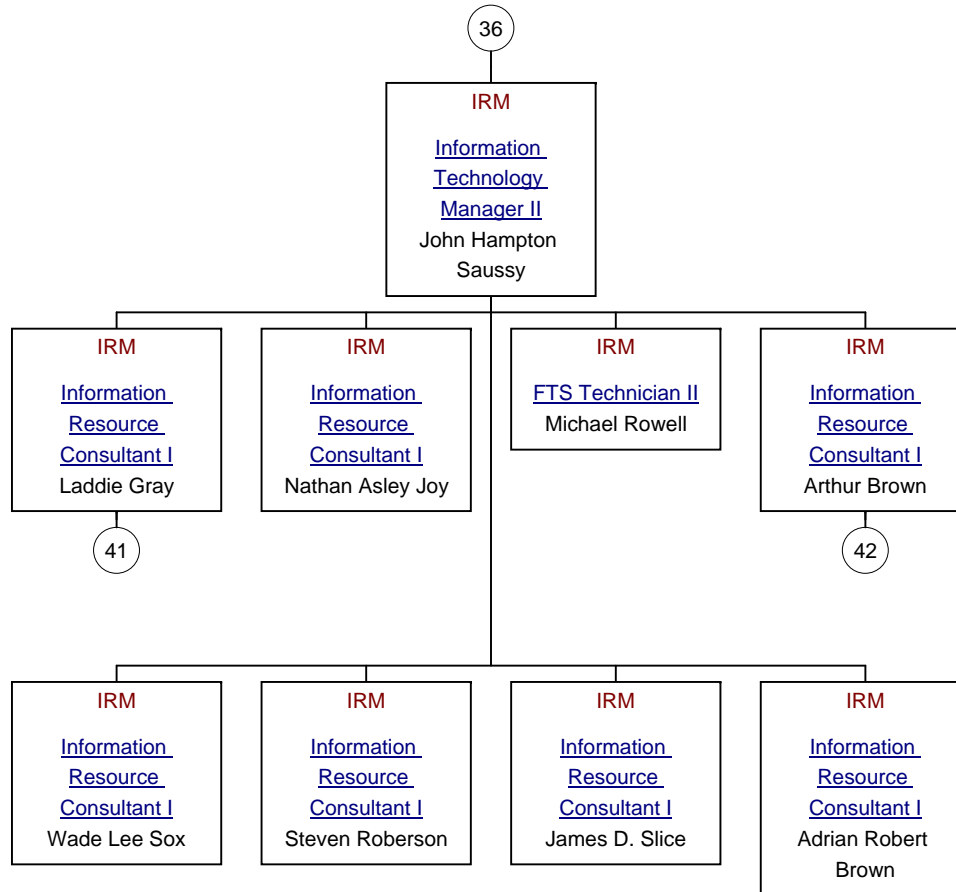 36
IRM
Information
Technology
Manager II
John Hampton
Saussy
IRM
Information
Resource
Consultant I
Laddie Gray
41
IRM
Information
Resource
Consultant I
Nathan Asley Joy
IRM
FTS Technician II
Michael Rowell
IRM
Information
Resource
Consultant I
Arthur Brown
42
IRM
Information
Resource
Consultant I
Wade Lee Sox
IRM
Information
Resource
Consultant I
Steven Roberson
IRM
Information
Resource
Consultant I
James D. Slice
IRM
Information
Resource
Consultant I
Adrian Robert
Brown